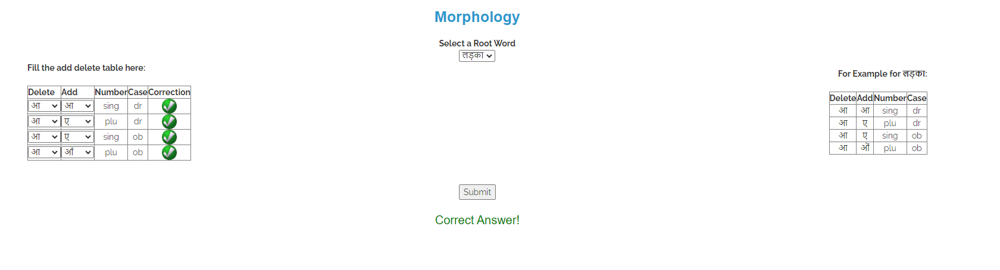 Morphology
Select a Root Word
लड़का
Fill the add delete table here:
Delete Add Number Case Correction
आ आ sing dr
आ ए plu dr
आ ए sing ob
आ ओं plu ob
For Example for लड़का:
Delete Add Number Case
आ आ sing dr
आ ए plu dr
आ ए sing ob
आ ओं plu ob
Submit
Correct Answer!